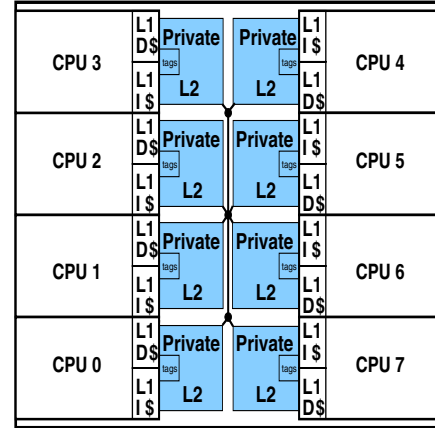 CPU 3
L1
D$
L1
I $
Private
tags
L2
Private
tags
L2
L1
I $
L1
D$
CPU 4
CPU 2
L1
D$
L1
I $
Private
tags
L2
Private
tags
L2
L1
I $
L1
D$
CPU 5
CPU 1
L1
D$
L1
I $
Private
tags
L2
Private
tags
L2
L1
I $
L1
D$
CPU 6
CPU 0
L1
D$
L1
I $
Private
tags
L2
Private
tags
L2
L1
I $
L1
D$
CPU 7